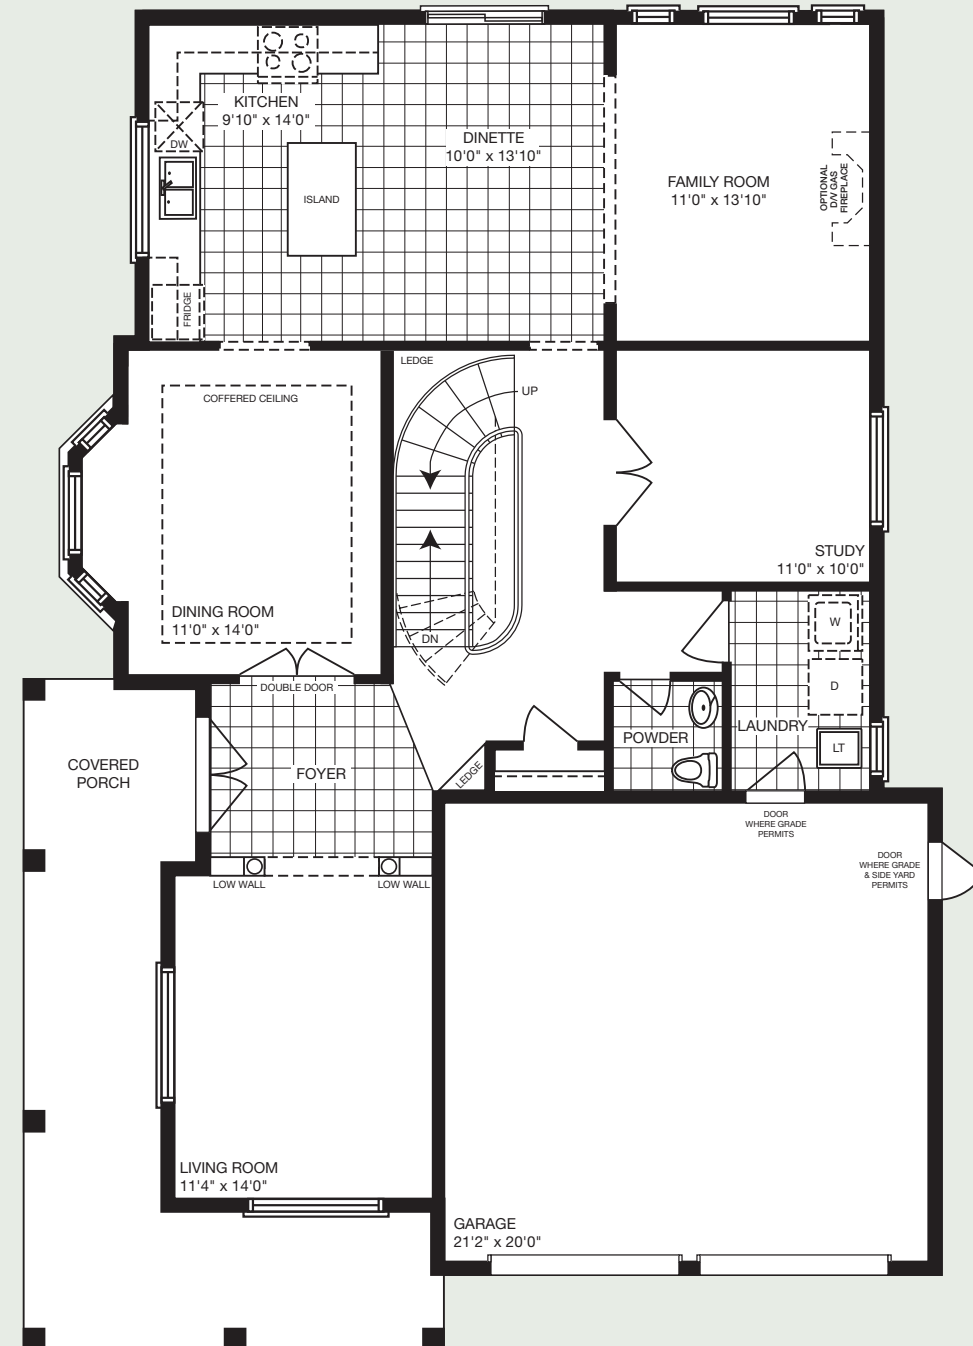 KITCHEN
9'10" x 14'0"
DW
ISLAND
FRIDGE
DINETTE
10'0" x 13'10"
FAMILY ROOM
11'0" x 13'10"
OPTIONAL
D/V GAS
FIREPLACE
LEDGE
UP
COFFERED CEILING
DINING ROOM
11'0" x 14'0"
DN
STUDY
11'0" x 10'0"
W
D
LAUNDRY
LT
POWDER
DOUBLE DOOR
FOYER
LEDGE
COVERED
PORCH
DOOR
WHERE GRADE
PERMITS
DOOR
WHERE GRADE
& SIDE YARD
PERMITS
LOW WALL
LOW WALL
LIVING ROOM
11'4" x 14'0"
GARAGE
21'2" x 20'0"